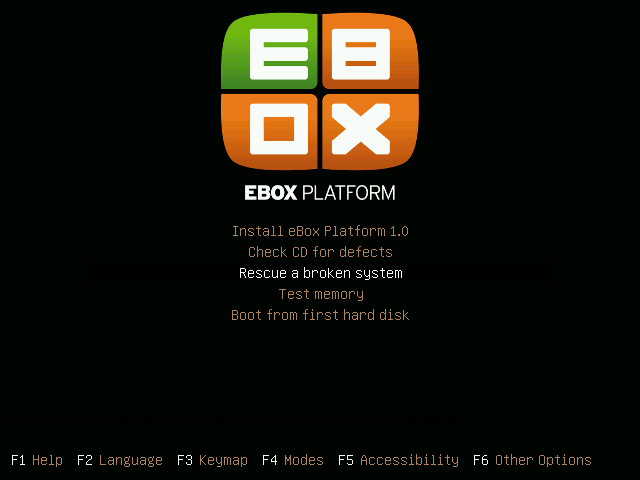 EBOX
EBOX PLATFORM
Install eBox Platform 1.0
Check CD for defects
Rescue a broken system
Test memory
Boot from first hard disk
F1 Help F2 Language F3 Keymap F4 Modes F5 Accessibility F6 Other Options